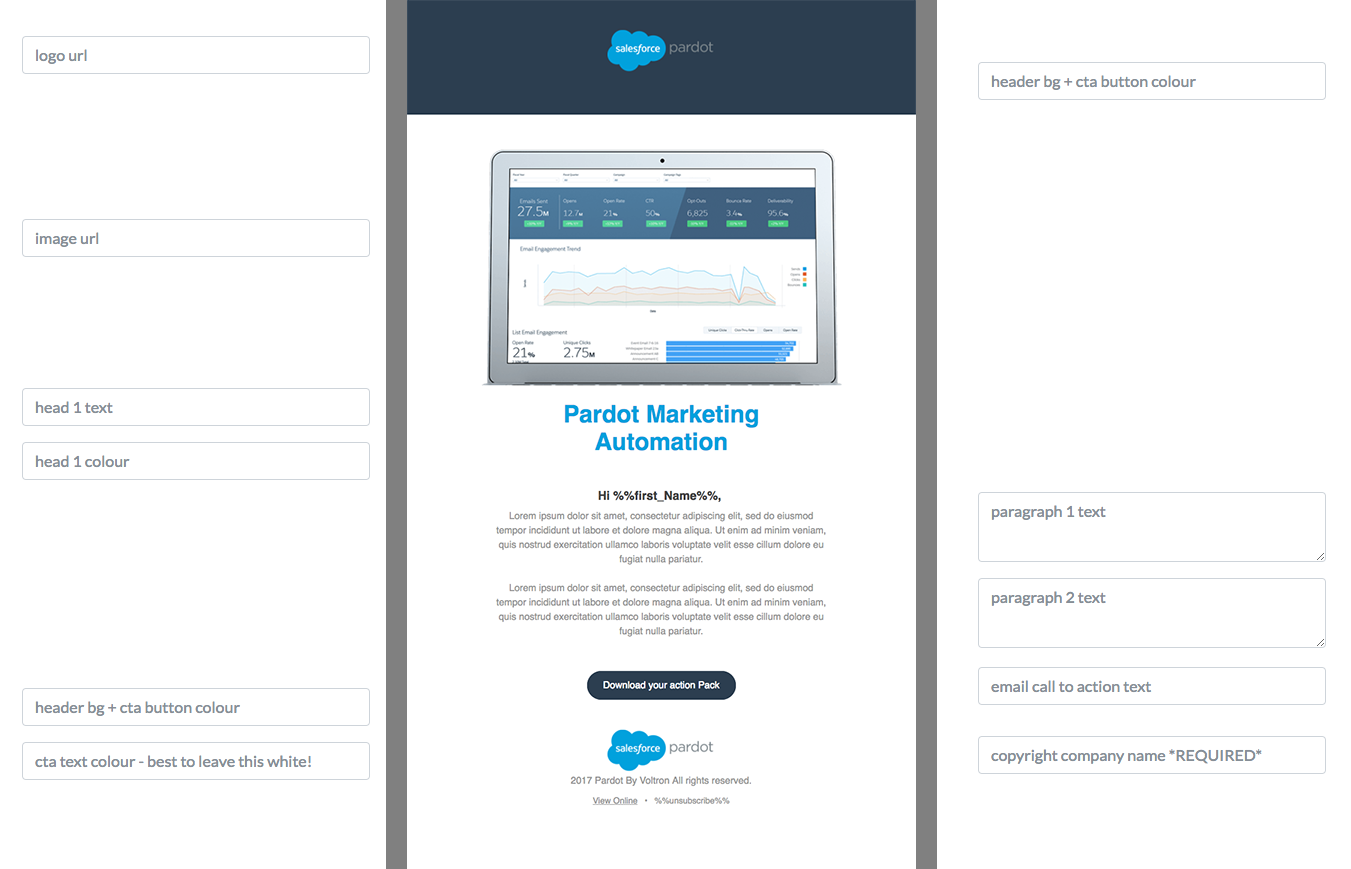 logo url
image url
head 1 text
head 1 colour
header bg + cta button colour
cta text colour - best to leave this white!
salesforce pardot
Emails Sent
27.5M
Opens
12.7M
Open Rate
21%
CTR
50%
Opt Outs
6,825
Bounce Rate
3.4%
Deliverability
95.6%
Email Engagement Trend
List Email Engagement
Open Rate
21%
Unique Clicks
2.75M
Unique Clicks
Click Thru Rate
Opens
Open Rate
Pardot Marketing
Automation
Hi %%first_Name%%,
Lorem ipsum dolor sit amet, consectetur adipiscing elit, sed do eiusmod
tempor incididunt ut labore et dolore magna aliqua. Ut enim ad minim veniam,
quis nostrud exercitation ullamco laboris voluptate velit esse cillum dolore eu
fugiat nulla pariatur.
Lorem ipsum dolor sit amet, consectetur adipiscing elit, sed do eiusmod
tempor incididunt ut labore et dolore magna aliqua. Ut enim ad minim veniam,
quis nostrud exercitation ullamco laboris voluptate velit esse cillum dolore eu
fugiat nulla pariatur.
Download your action Pack
salesforce pardot
2017 Pardot By Voltron All rights reserved.
View Online • %%unsubscribe%%
header bg + cta button colour
paragraph 1 text
paragraph 2 text
email call to action text
copyright company name *REQUIRED*